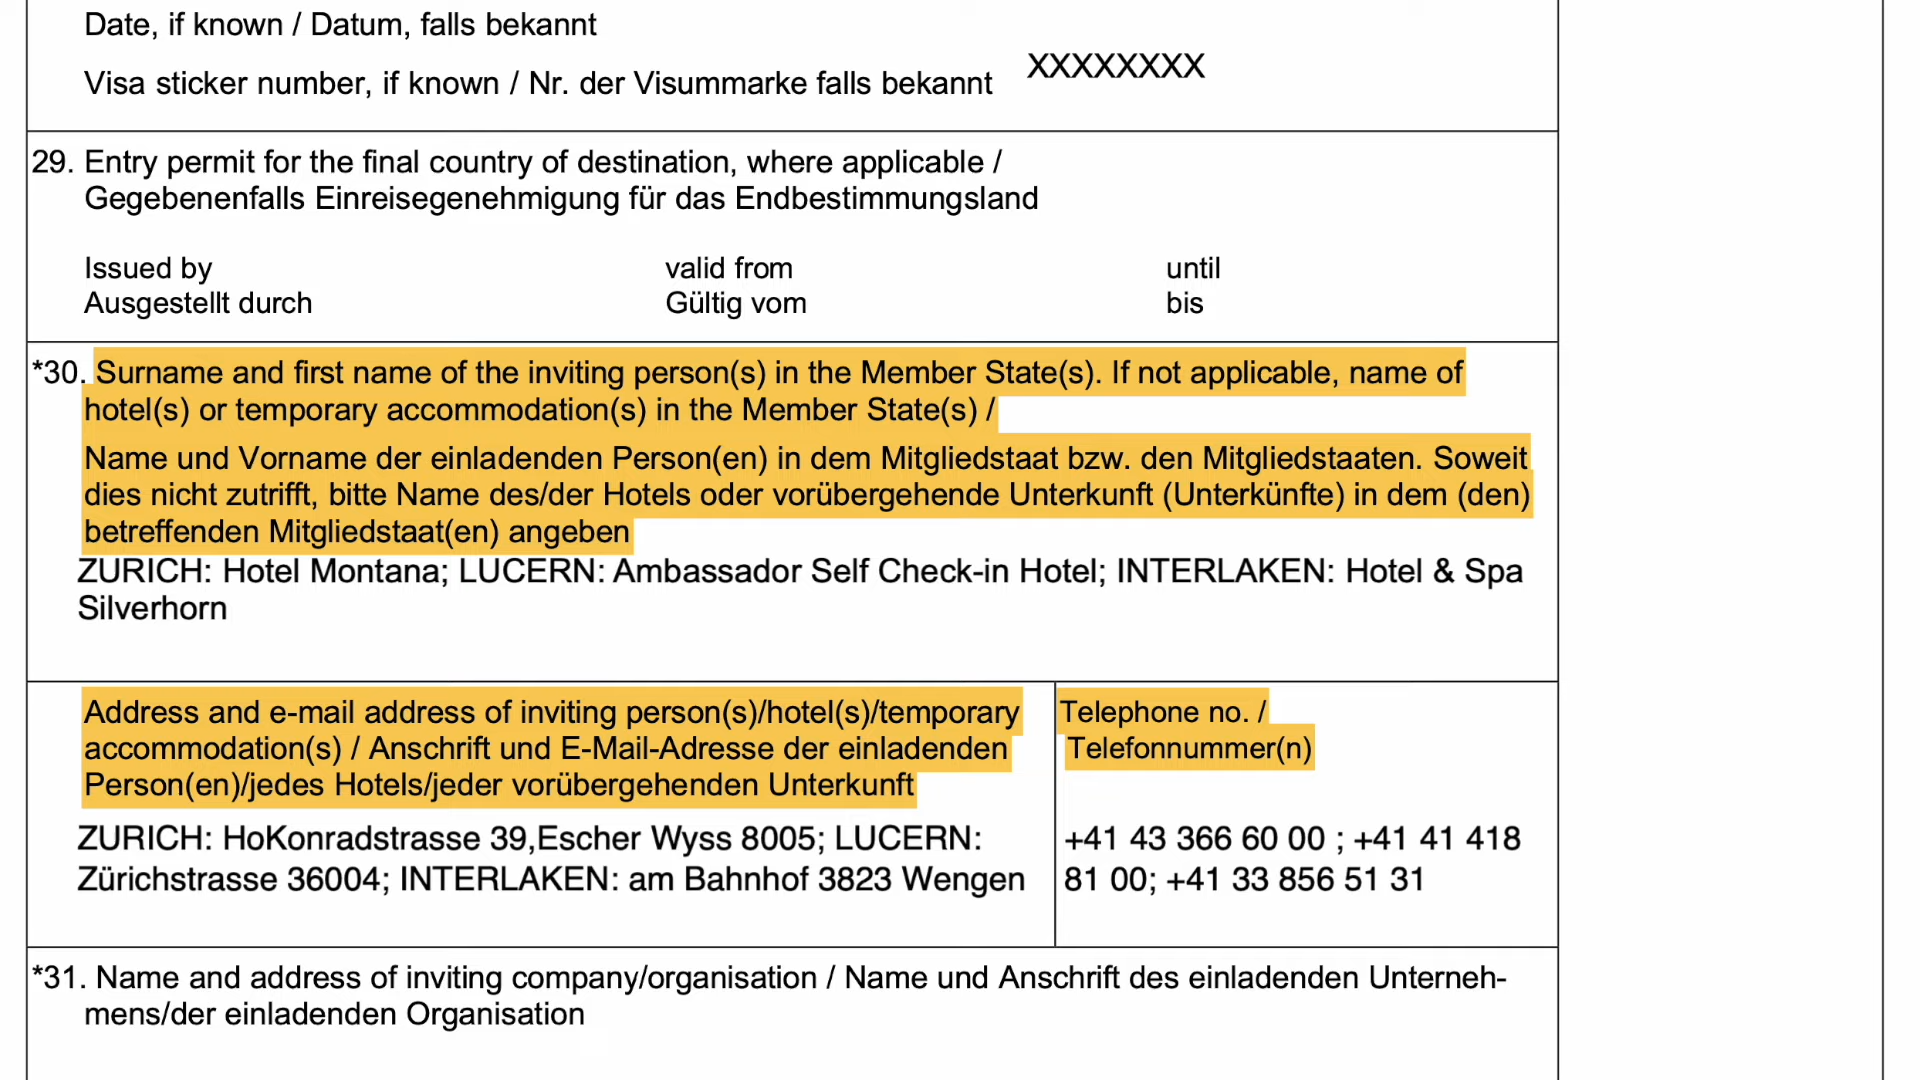 Date, if known / Datum, falls bekannt
Visa sticker number, if known / Nr. der Visummarke falls bekannt XXXXXXXX
29. Entry permit for the final country of destination, where applicable /
Gegebenenfalls Einreisegenehmigung für das Endbestimmungsland
Issued by valid from until
Ausgestellt durch Gültig vom bis
*30. Surname and first name of the inviting person(s) in the Member State(s). If not applicable, name of
hotel(s) or temporary accommodation(s) in the Member State(s) /
Name und Vorname der einladenden Person(en) in dem Mitgliedstaat bzw. den Mitgliedstaaten. Soweit
dies nicht zutrifft, bitte Name des/der Hotels oder vorübergehende Unterkunft (Unterkünfte) in dem (den)
betreffenden Mitgliedstaat(en) angeben
ZURICH: Hotel Montana; LUCERN: Ambassador Self Check-in Hotel; INTERLAKEN: Hotel & Spa
Silverhorn
Address and e-mail address of inviting person(s)/hotel(s)/temporary
accommodation(s) / Anschrift und E-Mail-Adresse der einladenden
Person(en)/jedes Hotels/jeder vorübergehenden Unterkunft
ZURICH: HoKonradstrasse 39,Escher Wyss 8005; LUCERN:
Zürichstrasse 36004; INTERLAKEN: am Bahnhof 3823 Wengen
Telephone no. /
Telefonnummer(n)
+41 43 366 60 00 ; +41 41 418
81 00; +41 33 856 51 31
*31. Name and address of inviting company/organisation / Name und Anschrift des einladenden Unterneh-
mens/der einladenden Organisation